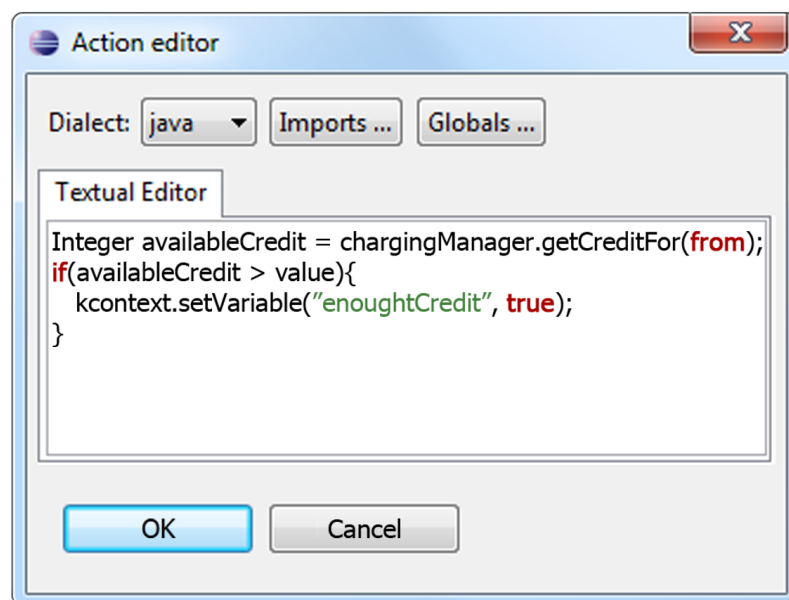 Action editor
Dialect: java Imports ... Globals ...
Textual Editor
Integer availableCredit = chargingManager.getCreditFor(from);
if(availableCredit > value){
   kcontext.setVariable(”enoughtCredit”, true);
}
OK Cancel